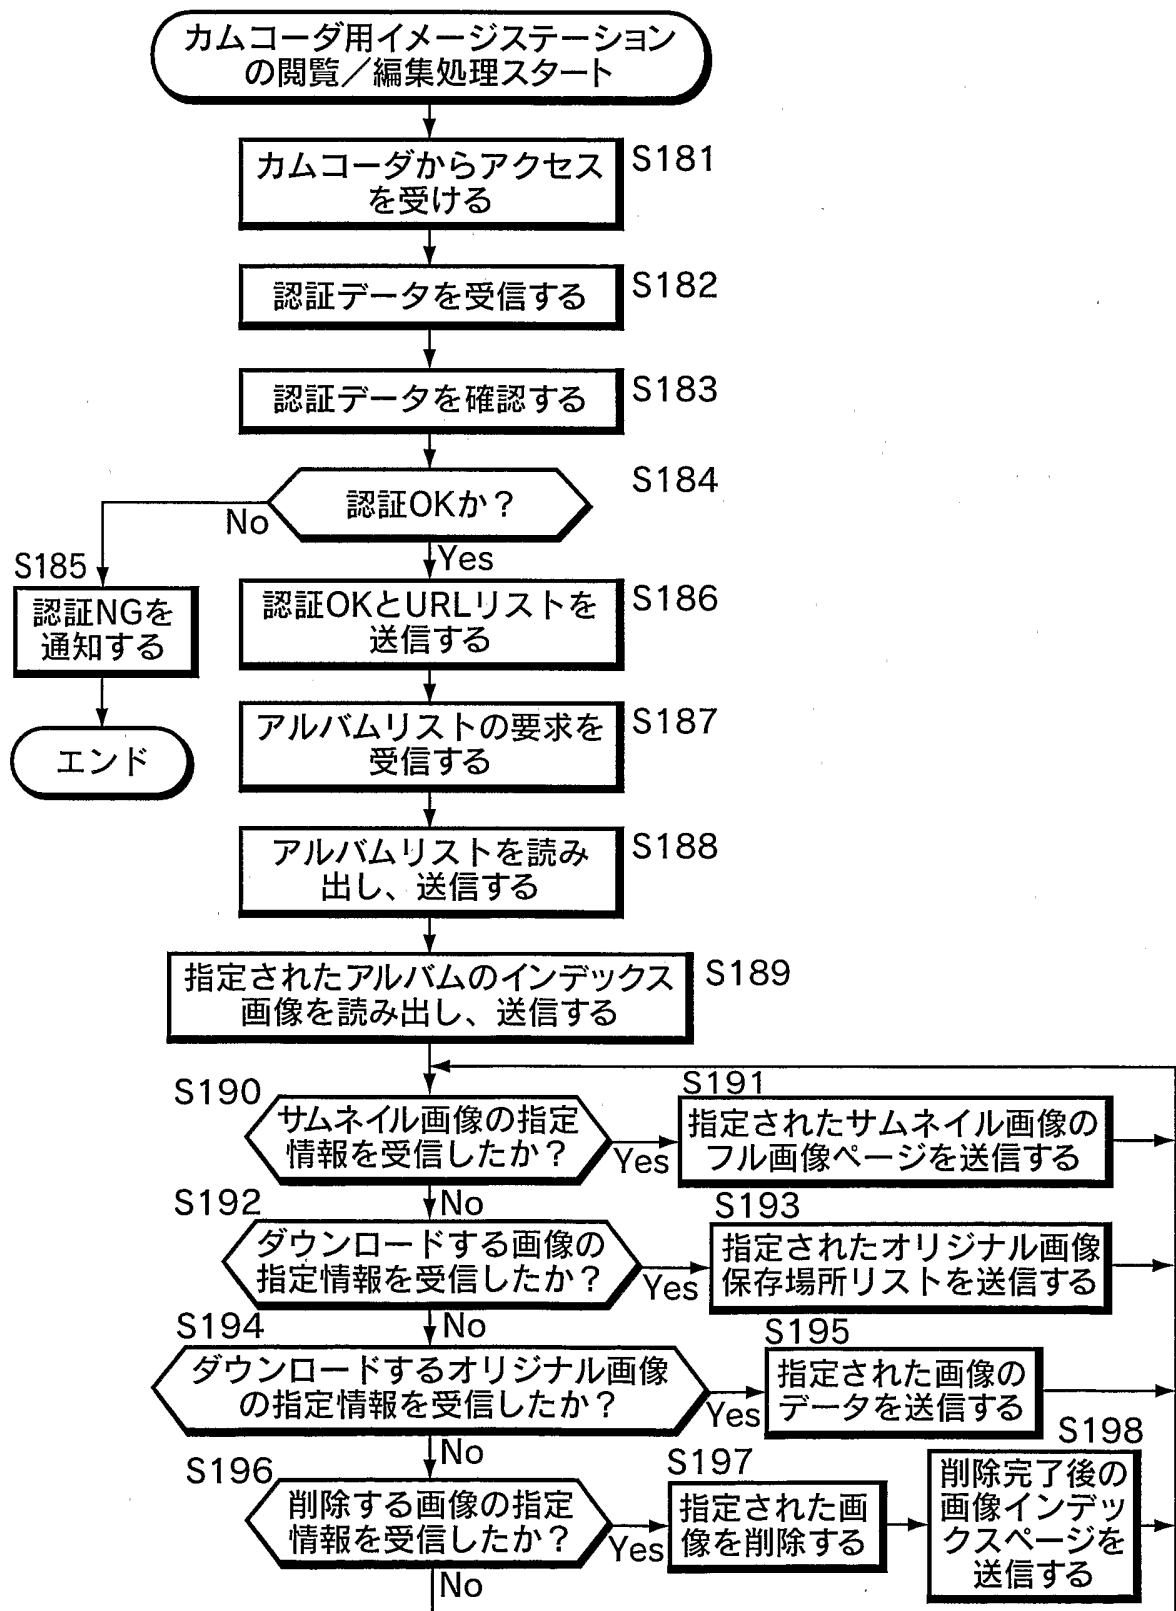 カムコーダ用イメージステーション
の閲覧／編集処理スタート
カムコーダからアクセス
を受ける
S181
認証データを受信する
S182
認証データを確認する
S183
認証OKか？
S184
No
Yes
S185
認証NGを
通知する
エンド
認証OKとURLリストを
送信する
S186
アルバムリストの要求を
受信する
S187
アルバムリストを読み
出し、送信する
S188
指定されたアルバムのインデックス
画像を読み出し、送信する
S189
S190
サムネイル画像の指定
情報を受信したか？
Yes
No
S191
指定されたサムネイル画像の
フル画像ページを送信する
S192
ダウンロードする画像の
指定情報を受信したか？
Yes
No
S193
指定されたオリジナル画像
保存場所リストを送信する
S194
ダウンロードするオリジナル画像
の指定情報を受信したか？
Yes
No
S195
指定された画像の
データを送信する
S196
削除する画像の指定
情報を受信したか？
Yes
No
S197
指定された画
像を削除する
S198
削除完了後の
画像インデッ
クスページを
送信する